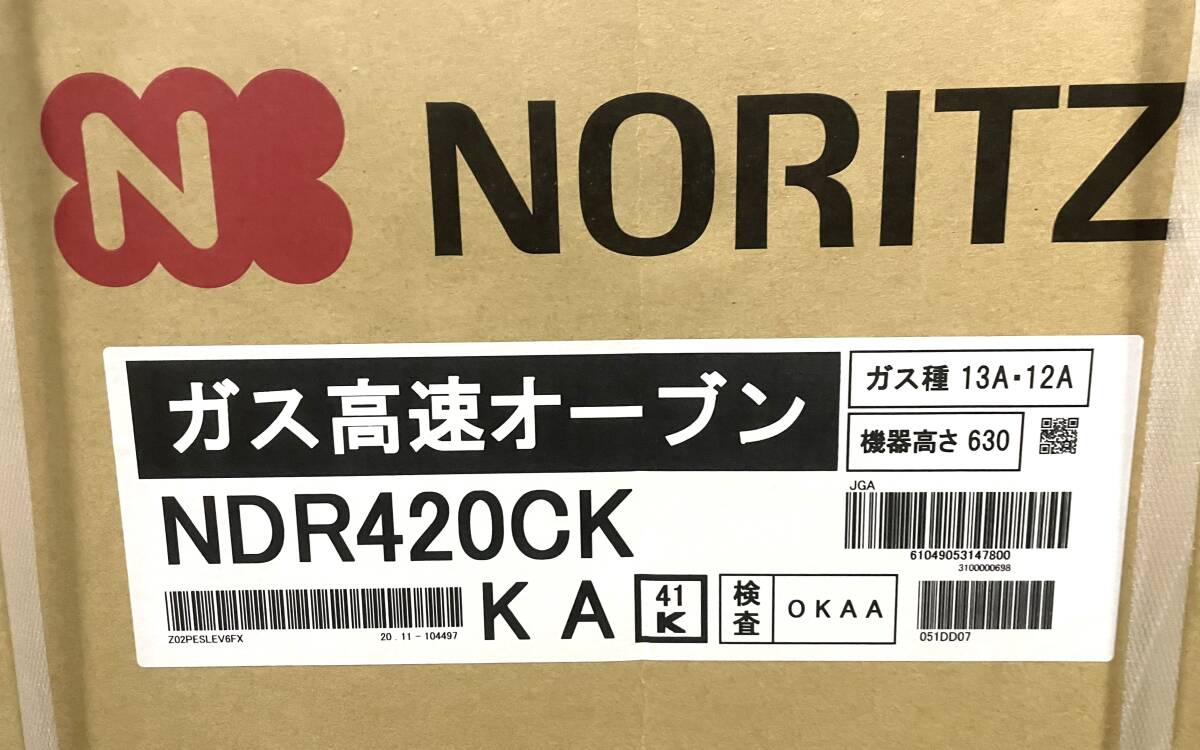 N NORITZ
ガス高速オーブン
ガス種 13A・12A
機器高さ 630
NDR420CK
JGA
61049053147800
3100000698
KA
41
K
検査
OKAA
Z02PESLEV6FX
20.11-104497
051DD07